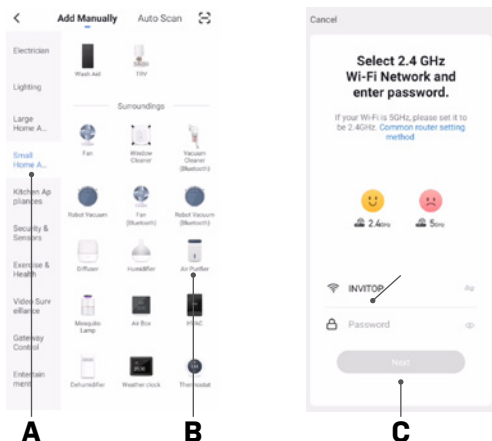 Add Manually Auto Scan
Electrician
Wash Aid
TRV
Lighting
Surroundings
Large
Home A...
Fan
Window
Cleaner
Vacuum
Cleaner
(Bluetooth)
Small
Home A...
Kitchen Ap
pliances
Robot Vacuum
Fan
(Bluetooth)
Robot Vacuum
(Bluetooth)
Security &
Sensors
Exercise &
Health
Diffuser
Humidifier
Air Purifier
Video Surv
eillance
Mosquito
Lamp
Air Box
HVAC
Gateway
Control
Entertain
ment
Dehumidifier
Weather clock
Thermostat
A
B
Cancel
Select 2.4 GHz
Wi-Fi Network and
enter password.
If your Wi-Fi is 5GHz, please set it to
be 2.4GHz. Common router setting
method
2.4GHz
5GHz
INVITOP
Password
Next
C